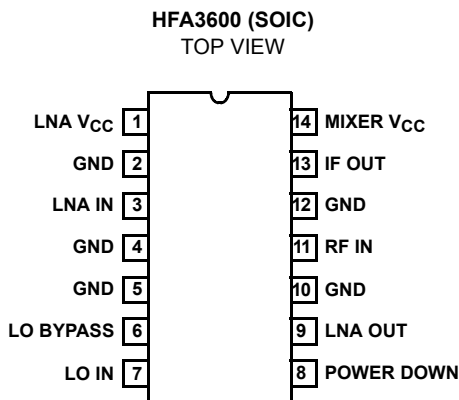 HFA3600 (SOIC)
TOP VIEW
LNA VCC 1 14 MIXER VCC
GND 2 13 IF OUT
LNA IN 3 12 GND
GND 4 11 RF IN
GND 5 10 GND
LO BYPASS 6 9 LNA OUT
LO IN 7 8 POWER DOWN